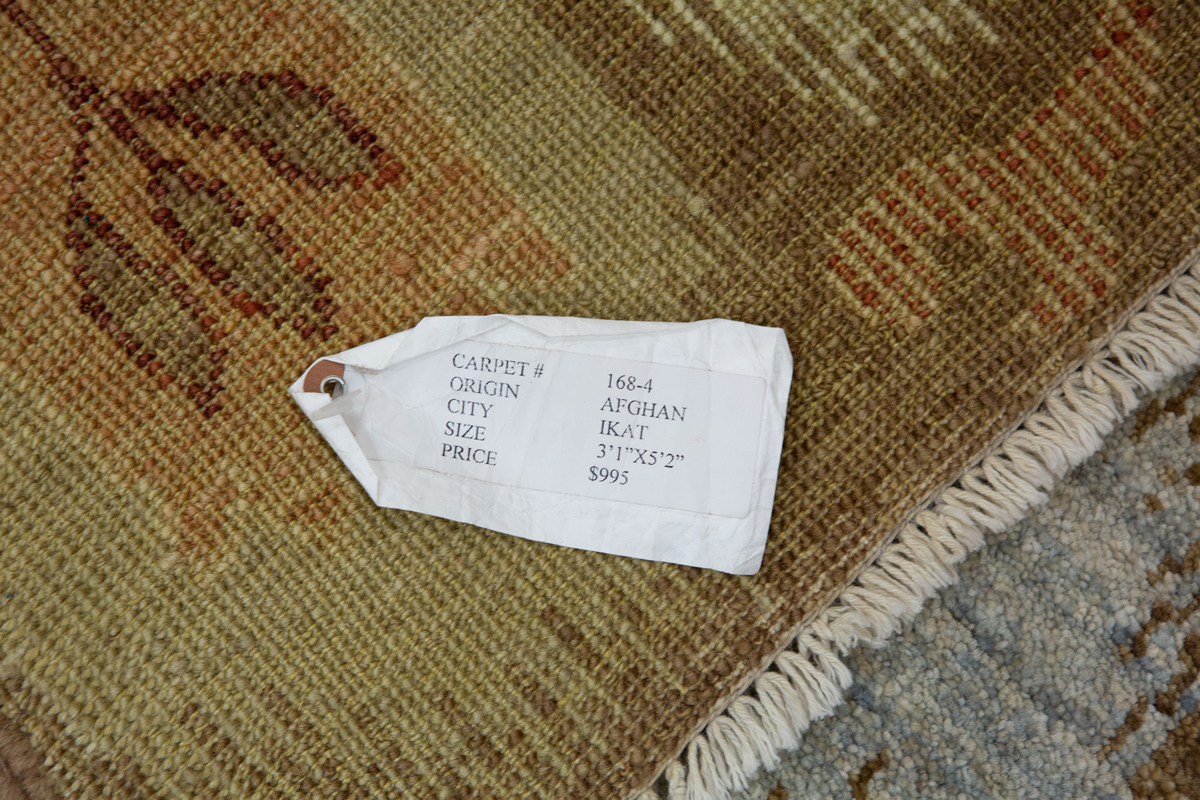 CARPET # 168-4
ORIGIN AFGHAN
CITY IKAT
SIZE 3’1”X5’2”
PRICE $995